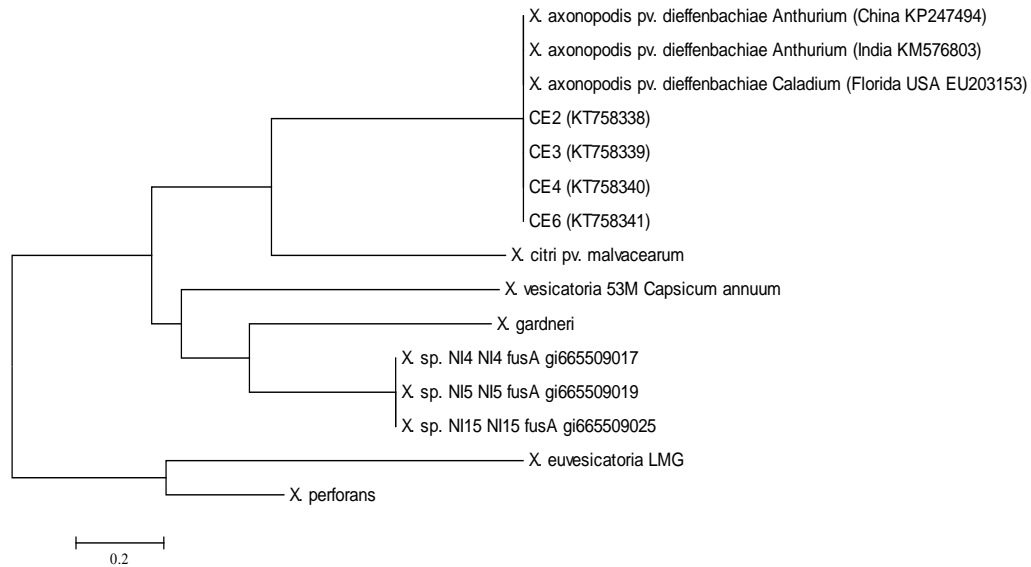 X. axonopodis pv. dieffenbachiae Anthurium (China KP247494)
X. axonopodis pv. dieffenbachiae Anthurium (India KM576803)
X. axonopodis pv. dieffenbachiae Caladium (Florida USA EU203153)
CE2 (KT758338)
CE3 (KT758339)
CE4 (KT758340)
CE6 (KT758341)
X. citri pv. malvacearum
X. vesicatoria 53M Capsicum annuum
X. gardneri
X. sp. NI4 NI4 fusA gi665509017
X. sp. NI5 NI5 fusA gi665509019
X. sp. NI15 NI15 fusA gi665509025
X. euvesicatoria LMG
X. perforans
0.2